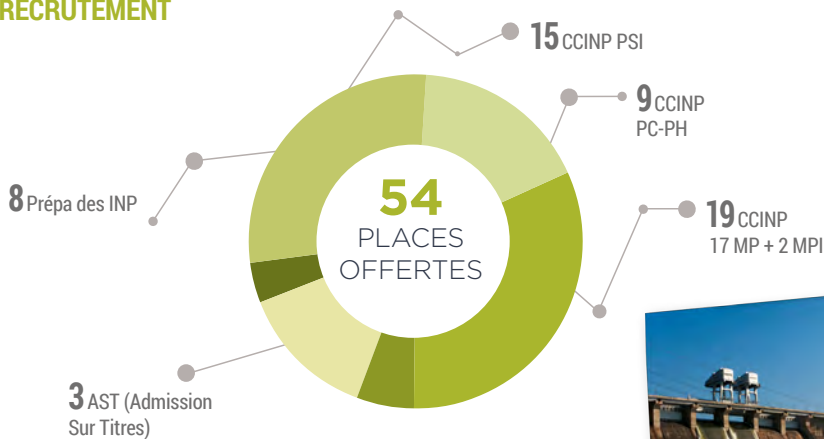 RECRUTEMENT
15 CCINP PSI
9 CCINP
PC-PH
54
PLACES
OFFERTES
8 Prépa des INP
19 CCINP
17 MP + 2 MPI
3 AST (Admission
Sur Titres)